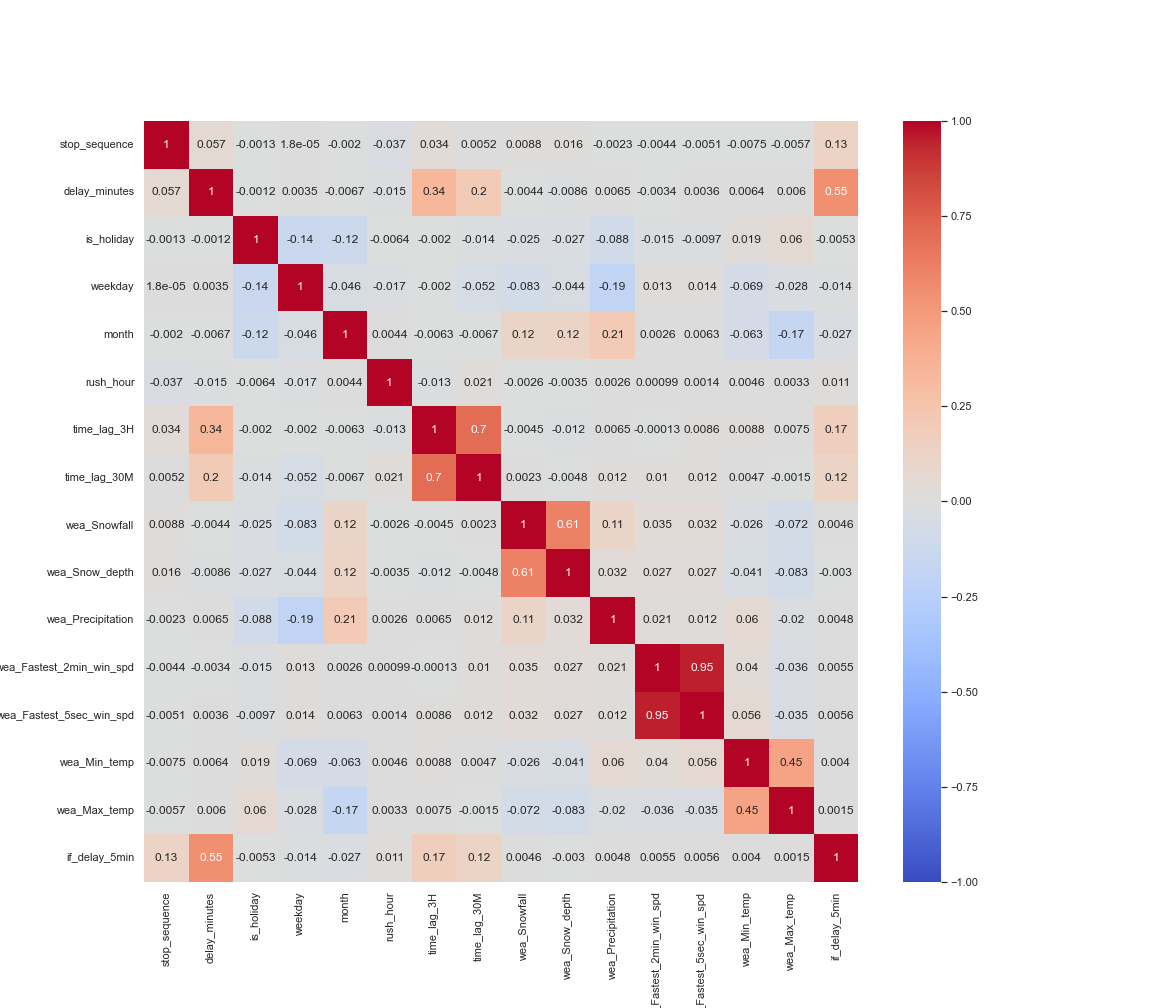 stop_sequence 1 0.057 -0.0013 1.8e-05 -0.002 -0.037 0.034 0.0052 0.0088 0.016 -0.0023 -0.0044 -0.0051 -0.0075 -0.0057 0.13 1.00
delay_minutes 0.057 1 -0.0012 0.0035 -0.0067 -0.015 0.34 0.2 -0.0044 -0.0086 0.0065 -0.0034 0.0036 0.0064 0.006 0.55 0.75
is_holiday -0.0013 -0.0012 1 -0.14 -0.12 -0.0064 -0.002 -0.014 -0.025 -0.027 -0.088 -0.015 -0.0097 0.019 0.06 -0.0053
weekday 1.8e-05 0.0035 -0.14 1 -0.046 -0.017 -0.002 -0.052 -0.083 -0.044 -0.19 0.013 0.014 -0.069 -0.028 -0.014 0.50
month -0.002 -0.0067 -0.12 -0.046 1 0.0044 -0.0063 -0.0067 0.12 0.12 0.21 0.0026 0.0063 -0.063 -0.17 -0.027
rush_hour -0.037 -0.015 -0.0064 -0.017 0.0044 1 -0.013 0.021 -0.0026 -0.0035 0.0026 0.00099 0.0014 0.0046 0.0033 0.011 0.25
time_lag_3H 0.034 0.34 -0.002 -0.002 -0.0063 -0.013 1 0.7 -0.0045 -0.012 0.0065 -0.00013 0.0086 0.0088 0.0075 0.17
time_lag_30M 0.0052 0.2 -0.014 -0.052 -0.0067 0.021 0.7 1 0.0023 -0.0048 0.012 0.01 0.012 0.0047 -0.0015 0.12 0.00
wea_Snowfall 0.0088 -0.0044 -0.025 -0.083 0.12 -0.0026 -0.0045 0.0023 1 0.61 0.11 0.035 0.032 -0.026 -0.072 0.0046
wea_Snow_depth 0.016 -0.0086 -0.027 -0.044 0.12 -0.0035 -0.012 -0.0048 0.61 1 0.032 0.027 0.027 -0.041 -0.083 -0.003 −0.25
wea_Precipitation -0.0023 0.0065 -0.088 -0.19 0.21 0.0026 0.0065 0.012 0.11 0.032 1 0.021 0.012 0.06 -0.02 0.0048
wea_Fastest_2min_win_spd -0.0044 -0.0034 -0.015 0.013 0.0026 0.00099 -0.00013 0.01 0.035 0.027 0.021 1 0.95 0.04 -0.036 0.0055 −0.50
wea_Fastest_5sec_win_spd -0.0051 0.0036 -0.0097 0.014 0.0063 0.0014 0.0086 0.012 0.032 0.027 0.012 0.95 1 0.056 -0.035 0.0056
wea_Min_temp -0.0075 0.0064 0.019 -0.069 -0.063 0.0046 0.0088 0.0047 -0.026 -0.041 0.06 0.04 0.056 1 0.45 0.004 −0.75
wea_Max_temp -0.0057 0.006 0.06 -0.028 -0.17 0.0033 0.0075 -0.0015 -0.072 -0.083 -0.02 -0.036 -0.035 0.45 1 0.0015
if_delay_5min 0.13 0.55 -0.0053 -0.014 -0.027 0.011 0.17 0.12 0.0046 -0.003 0.0048 0.0055 0.0056 0.004 0.0015 1 −1.00
stop_sequence
delay_minutes
is_holiday
weekday
month
rush_hour
time_lag_3H
time_lag_30M
wea_Snowfall
wea_Snow_depth
wea_Precipitation
_Fastest_2min_win_spd
_Fastest_5sec_win_spd
wea_Min_temp
wea_Max_temp
if_delay_5min